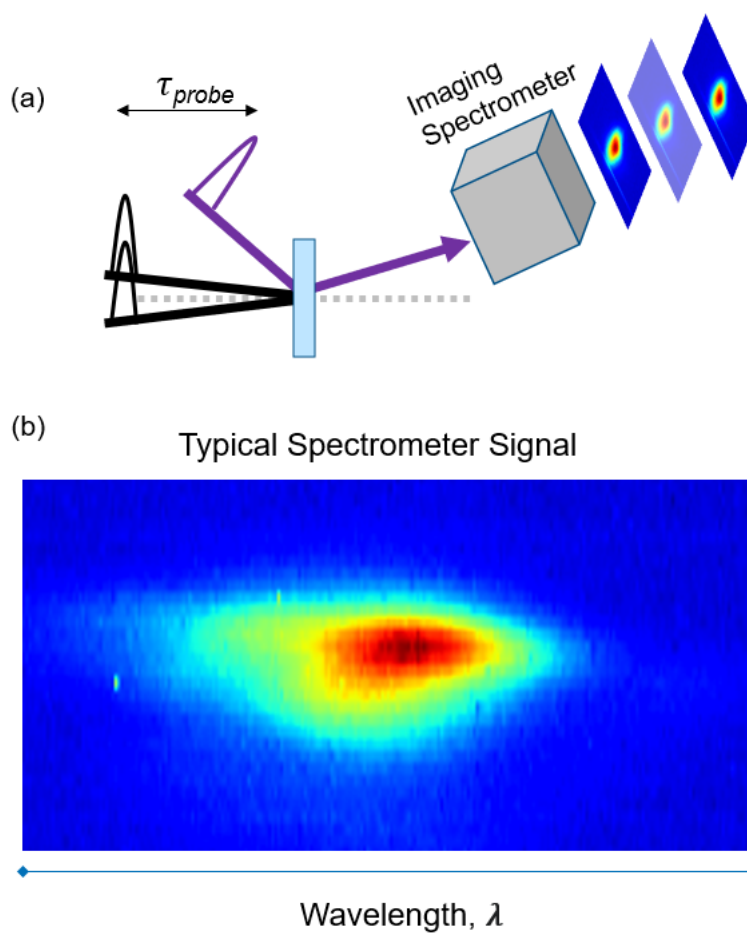 (a)
τprobe
Imaging
Spectrometer
(b)
Typical Spectrometer Signal
Wavelength, λ